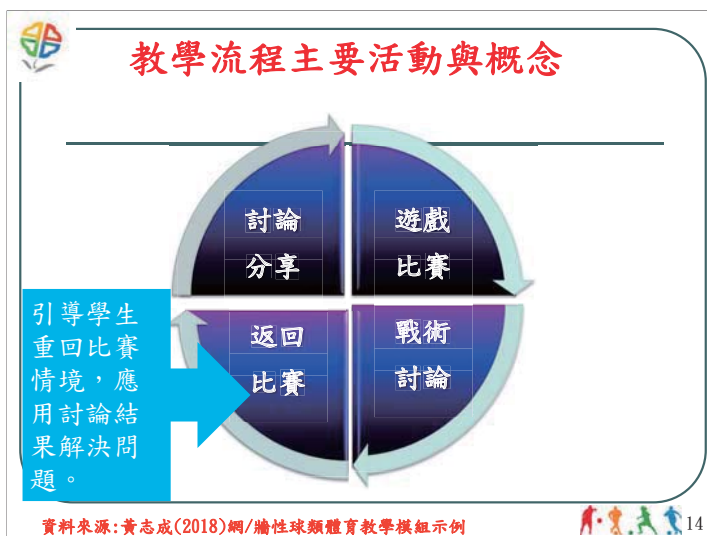 教學流程主要活動與概念
討論
分享
遊戲
比賽
返回
比賽
戰術
討論
引導學生
重回比賽
情境，應
用討論結
果解決問
題。
資料來源:黃志成(2018)網/牆性球類體育教學模組示例
14